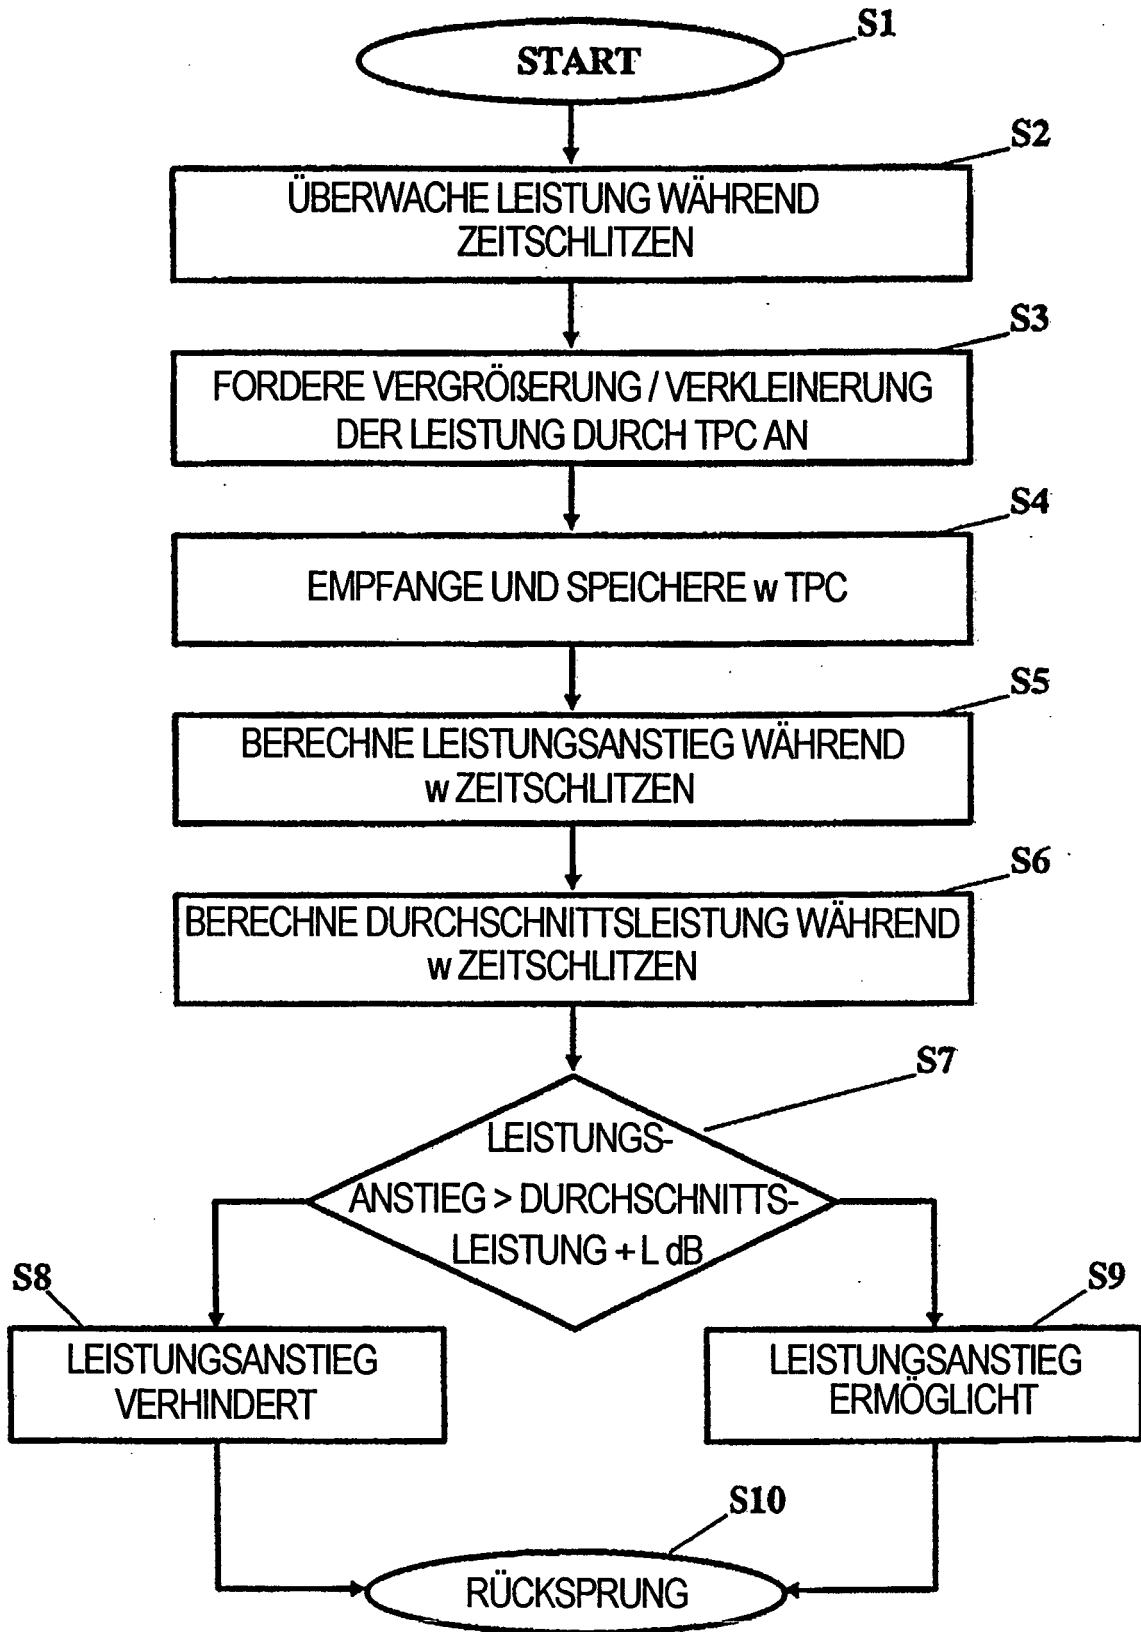 S1
START
S2
ÜBERWACHE LEISTUNG WÄHREND
ZEITSCHLITZEN
S3
FORDERE VERGRÖßERUNG / VERKLEINERUNG
DER LEISTUNG DURCH TPC AN
S4
EMPFANGE UND SPEICHERE w TPC
S5
BERECHNE LEISTUNGSANSTIEG WÄHREND
w ZEITSCHLITZEN
S6
BERECHNE DURCHSCHNITTSLEISTUNG WÄHREND
w ZEITSCHLITZEN
S7
LEISTUNGS-
ANSTIEG > DURCHSCHNITTS-
LEISTUNG + L dB
S8
LEISTUNGSANSTIEG
VERHINDERT
S9
LEISTUNGSANSTIEG
ERMÖGLICHT
S10
RÜCKSPRUNG